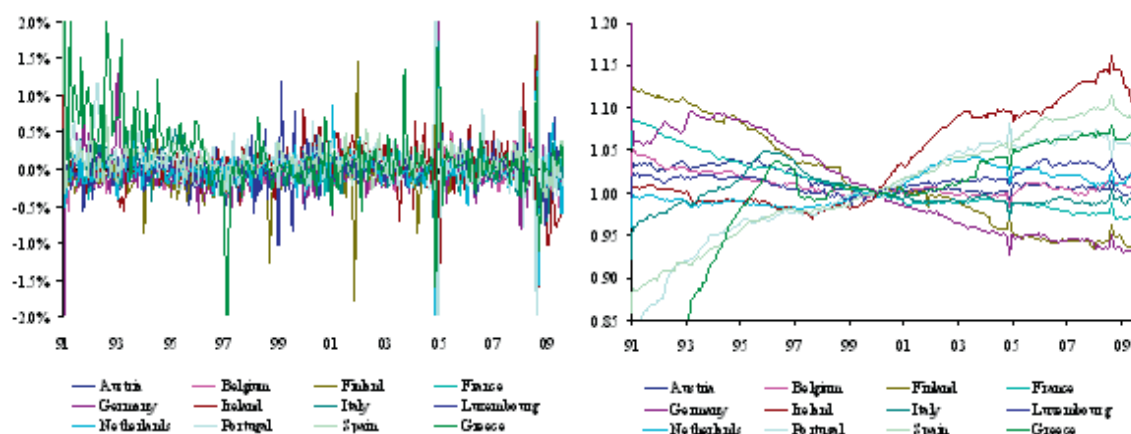 2.0%
1.5%
1.0%
0.5%
0.0%
-0.5%
-1.0%
-1.5%
-2.0%
91 93 95 97 99 01 03 05 07 09
Austria Belgium Finland France
Germany Ireland Italy Luxembourg
Netherlands Portugal Spain Greece
1.20
1.15
1.10
1.05
1.00
0.95
0.90
0.85
91 93 95 97 99 01 03 05 07 09
Austria Belgium Finland France
Germany Ireland Italy Luxembourg
Netherlands Portugal Spain Greece